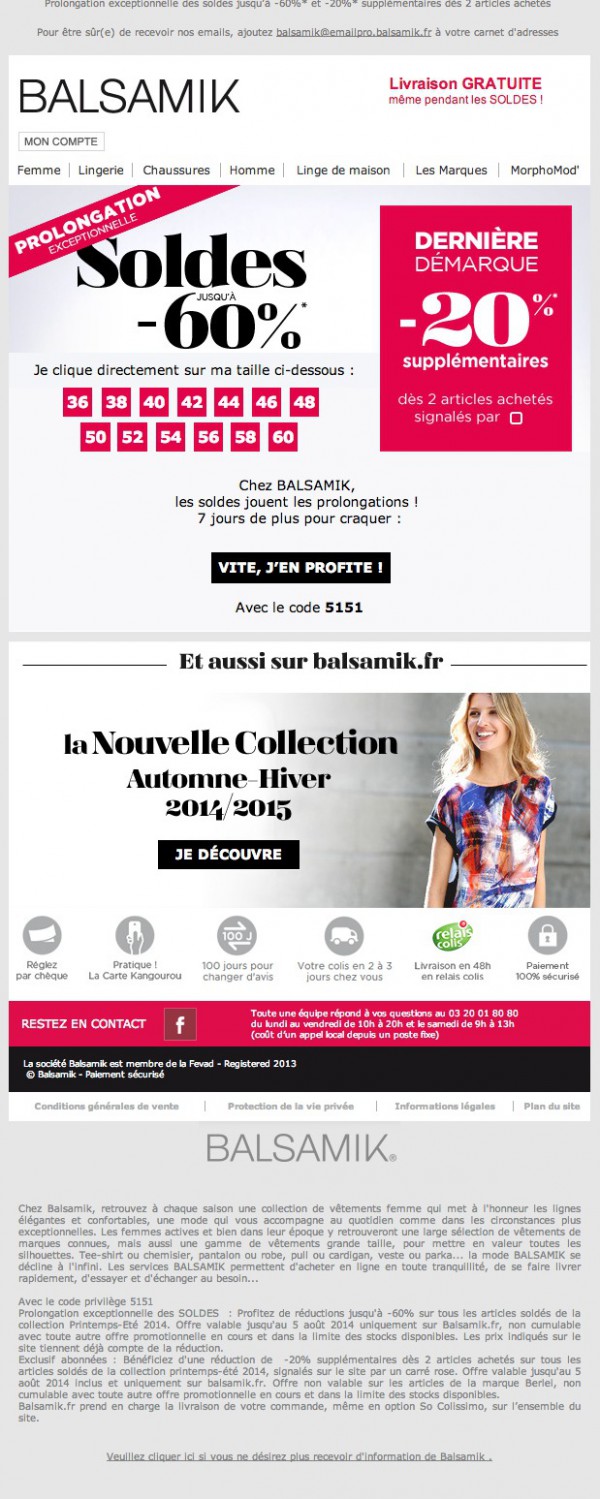 Prolongation exceptionnelle des soldes jusqu'à -60%* et -20%* supplémentaires dès 2 articles achetés
Pour être sûr(e) de recevoir nos emails, ajoutez balsamik@emailpro.balsamik.fr à votre carnet d'adresses
BALSAMIK
Livraison GRATUITE
même pendant les SOLDES !
MON COMPTE
Femme | Lingerie | Chaussures | Homme | Linge de maison | Les Marques | MorphoMod'
PROLONGATION
EXCEPTIONNELLE
Soldes
JUSQU'À
-60%*
DERNIÈRE
DÉMARQUE
-20%*
supplémentaires
dès 2 articles achetés
signalés par
Je clique directement sur ma taille ci-dessous :
36 38 40 42 44 46 48
50 52 54 56 58 60
Chez BALSAMIK,
les soldes jouent les prolongations !
7 jours de plus pour craquer :
VITE, J'EN PROFITE !
Avec le code 5151
Et aussi sur balsamik.fr
la Nouvelle Collection
Automne-Hiver
2014/2015
JE DÉCOUVRE
100 J
relais
colis
Réglez
par chèque
Pratique !
La Carte Kangourou
100 jours pour
changer d'avis
Votre colis en 2 à 3
jours chez vous
Livraison en 48h
en relais colis
Paiement
100% sécurisé
RESTEZ EN CONTACT
f
Toute une équipe répond à vos questions au 03 20 01 80 80
du lundi au vendredi de 10h à 20h et le samedi de 9h à 13h
(coût d'un appel local depuis un poste fixe)
La société Balsamik est membre de la Fevad - Registered 2013
© Balsamik - Paiement sécurisé
Conditions générales de vente | Protection de la vie privée | Informations légales | Plan du site
BALSAMIK®
Chez Balsamik, retrouvez à chaque saison une collection de vêtements femme qui met à l'honneur les lignes
élégantes et confortables, une mode qui vous accompagne au quotidien comme dans les circonstances plus
exceptionnelles. Les femmes actives et bien dans leur époque y retrouveront une large sélection de vêtements de
marques connues, mais aussi une gamme de vêtements grande taille, pour mettre en valeur toutes les
silhouettes. Tee-shirt ou chemisier, pantalon ou robe, pull ou cardigan, veste ou parka... la mode BALSAMIK se
décline à l'infini. Les services BALSAMIK permettent d'acheter en ligne en toute tranquillité, de se faire livrer
rapidement, d'essayer et d'échanger au besoin...
Avec le code privilège 5151
Prolongation exceptionnelle des SOLDES : Profitez de réductions jusqu'à -60% sur tous les articles soldés de la
collection Printemps-Eté 2014. Offre valable jusqu'au 5 août 2014 uniquement sur Balsamik.fr, non cumulable
avec toute autre offre promotionnelle en cours et dans la limite des stocks disponibles. Les prix indiqués sur le
site tiennent déjà compte de la réduction.
Exclusif abonnées : Bénéficiez d'une réduction de -20% supplémentaires dès 2 articles achetés sur tous les
articles soldés de la collection printemps-été 2014, signalés sur le site par un carré rose. Offre valable jusqu'au 5
août 2014 inclus et uniquement sur balsamik.fr. Offre non valable sur les articles de la marque Berlei, non
cumulable avec toute autre offre promotionnelle en cours et dans la limite des stocks disponibles.
Balsamik.fr prend en charge la livraison de votre commande, même en option So Colissimo, sur l'ensemble du
site.
Veuillez cliquer ici si vous ne désirez plus recevoir d'information de Balsamik .